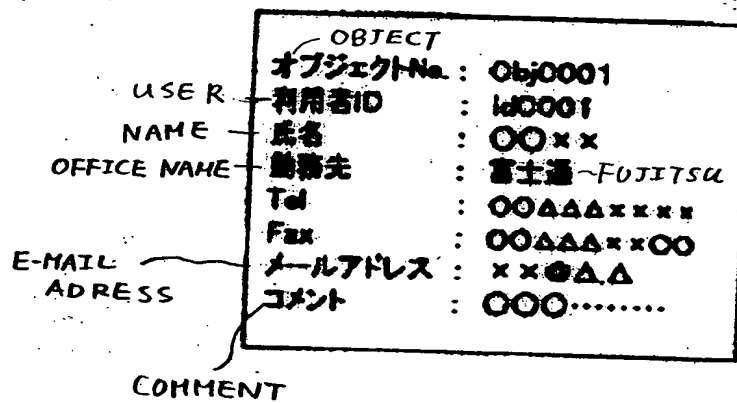 OBJECT
オブジェクトNo. : Obj0001
USER 利用者ID : id0001
NAME 氏名 : ○○××
OFFICE NAME 勤務先 : 富士通 ~FUJITSU
Tel : ○○△△△××××
Fax : ○○△△△××○○
E-MAIL ADRESS メールアドレス : ××@△.△
コメント : ○○○………
COMMENT